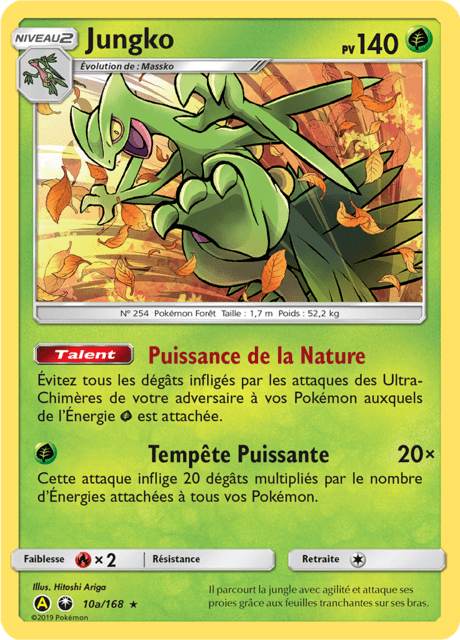 NIVEAU2
Jungko
PV140
Évolution de : Massko
N° 254 Pokémon Forêt Taille : 1,7 m Poids : 52,2 kg
Talent Puissance de la Nature
Évitez tous les dégâts infligés par les attaques des Ultra-
Chimères de votre adversaire à vos Pokémon auxquels
de l'Énergie est attachée.
Tempête Puissante 20×
Cette attaque inflige 20 dégâts multipliés par le nombre
d'Énergies attachées à tous vos Pokémon.
Faiblesse ×2 Résistance Retraite
Illus. Hitoshi Ariga
A 10a/168 ★
©2019 Pokémon
Il parcourt la jungle avec agilité et attaque ses
proies grâce aux feuilles tranchantes sur ses bras.